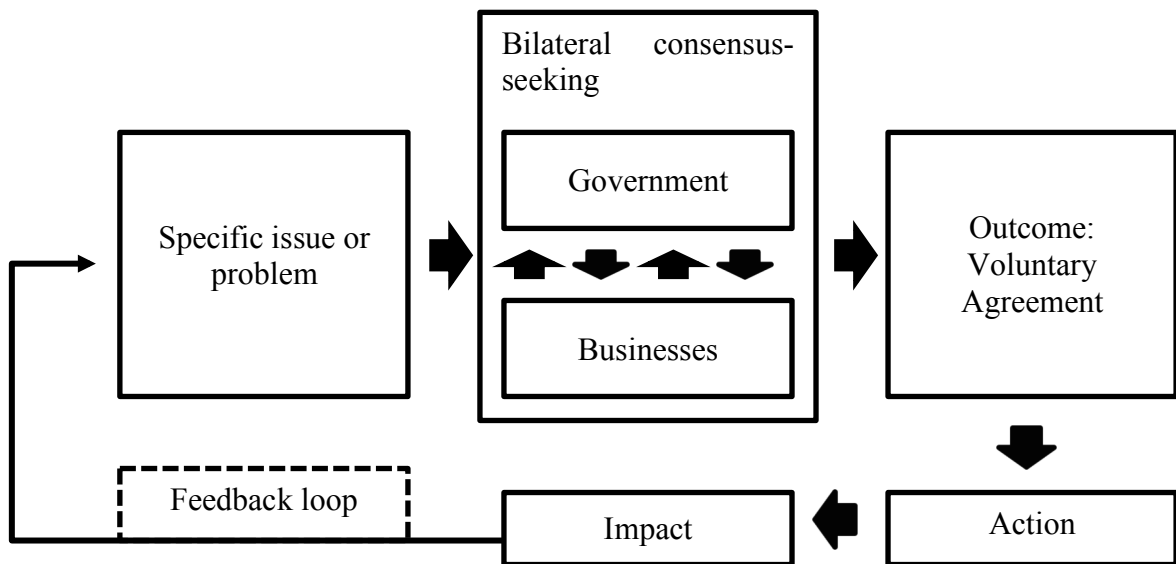 Bilateral consensus-
seeking
Government
Specific issue or
problem
Businesses
Outcome:
Voluntary
Agreement
Feedback loop
Impact
Action